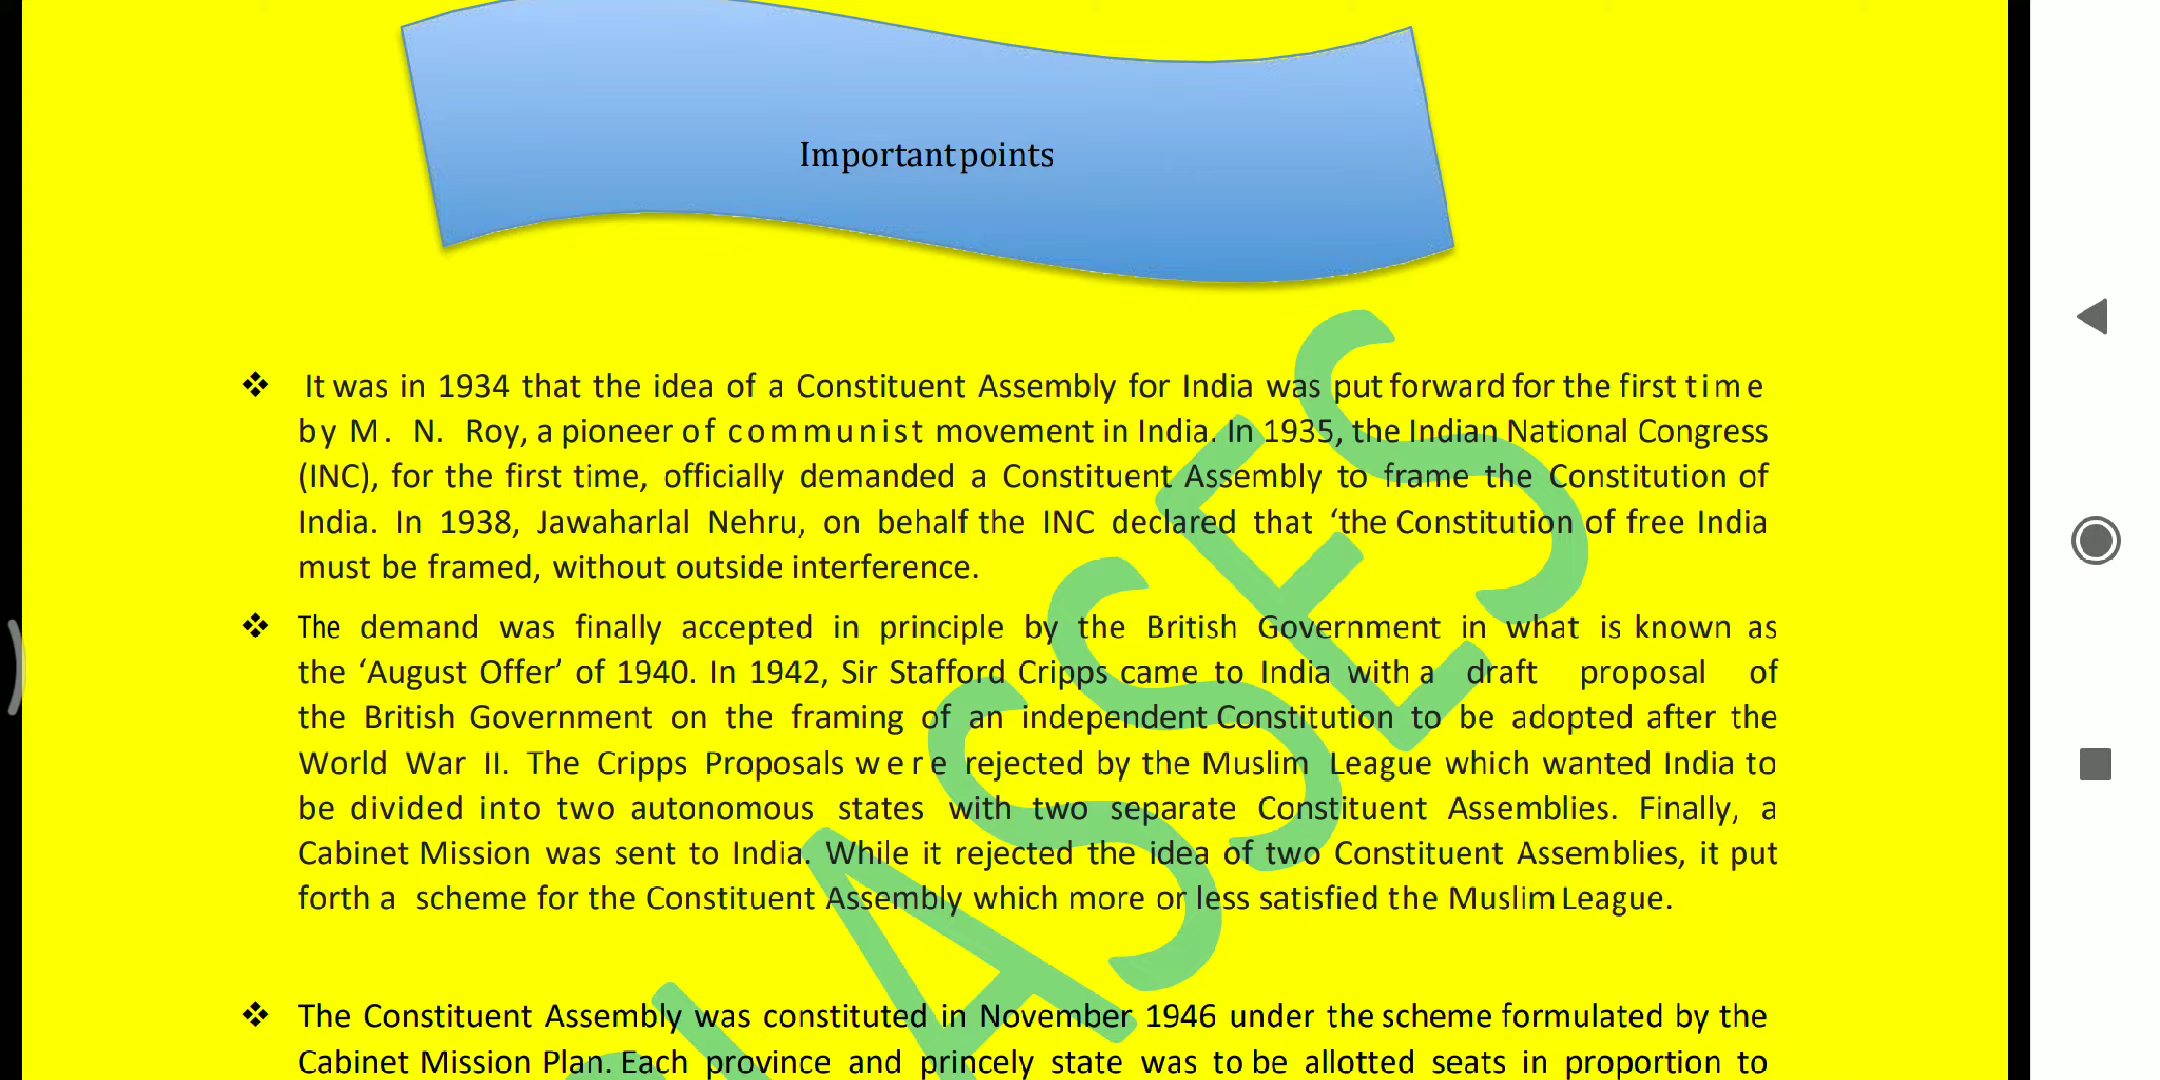 Important points
❖ It was in 1934 that the idea of a Constituent Assembly for India was put forward for the first time
by M. N. Roy, a pioneer of communist movement in India. In 1935, the Indian National Congress
(INC), for the first time, officially demanded a Constituent Assembly to frame the Constitution of
India. In 1938, Jawaharlal Nehru, on behalf the INC declared that ‘the Constitution of free India
must be framed, without outside interference.
❖ The demand was finally accepted in principle by the British Government in what is known as
the ‘August Offer’ of 1940. In 1942, Sir Stafford Cripps came to India with a draft proposal of
the British Government on the framing of an independent Constitution to be adopted after the
World War II. The Cripps Proposals were rejected by the Muslim League which wanted India to
be divided into two autonomous states with two separate Constituent Assemblies. Finally, a
Cabinet Mission was sent to India. While it rejected the idea of two Constituent Assemblies, it put
forth a scheme for the Constituent Assembly which more or less satisfied the Muslim League.
❖ The Constituent Assembly was constituted in November 1946 under the scheme formulated by the
Cabinet Mission Plan. Each province and princely state was to be allotted seats in proportion to